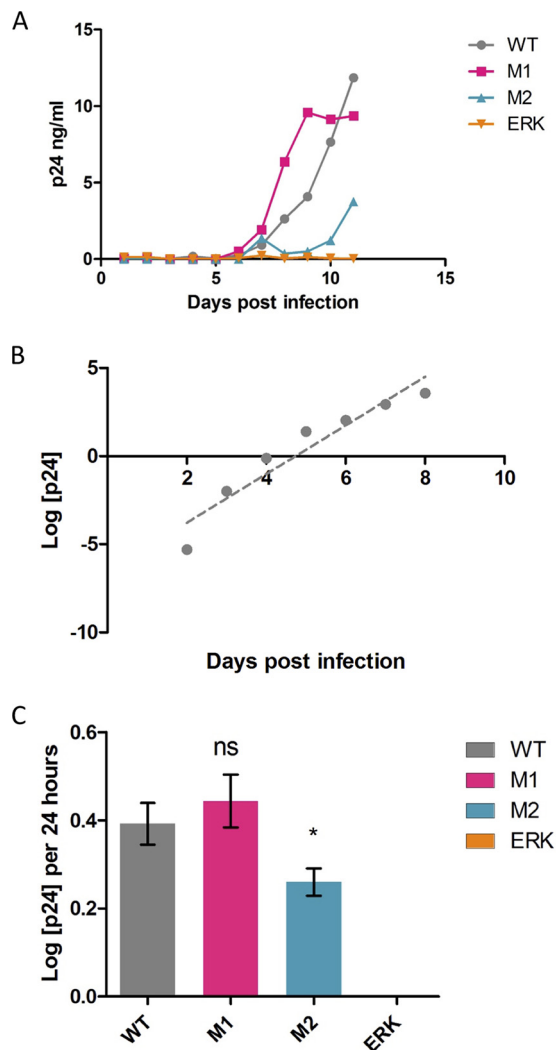 A
p24 ng/ml
15
10
5
0
0
5
10
15
Days post infection
WT
M1
M2
ERK
B
Log [p24]
5
0
-5
-10
2
4
6
8
10
Days post infection
C
Log [p24] per 24 hours
0.6
0.4
0.2
0.0
ns
*
WT
M1
M2
ERK
WT
M1
M2
ERK